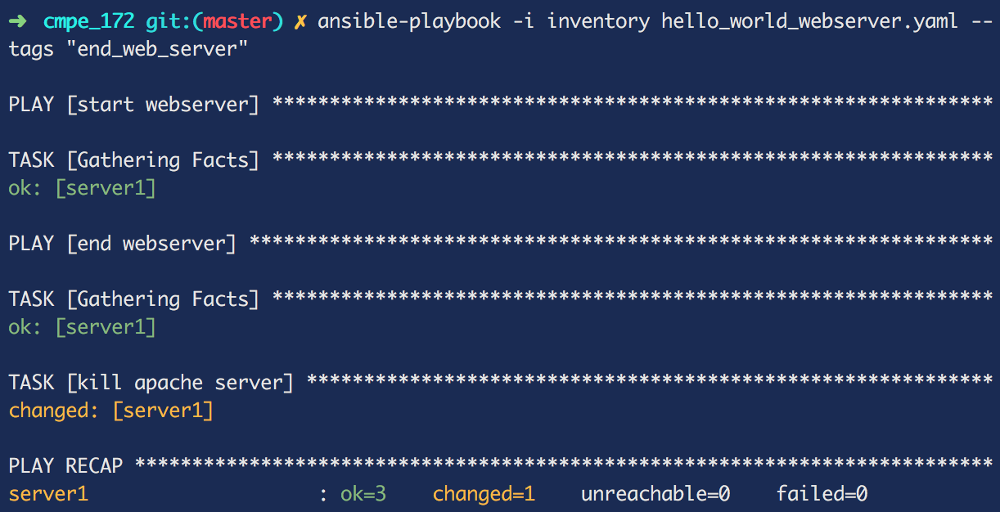 ➜ cmpe_172 git:(master) ✗ ansible-playbook -i inventory hello_world_webserver.yaml --
tags "end_web_server"
PLAY [start webserver] ***************************************************************
TASK [Gathering Facts] ***************************************************************
ok: [server1]
PLAY [end webserver] *****************************************************************
TASK [Gathering Facts] ***************************************************************
ok: [server1]
TASK [kill apache server] ************************************************************
changed: [server1]
PLAY RECAP ***************************************************************************
server1 : ok=3 changed=1 unreachable=0 failed=0